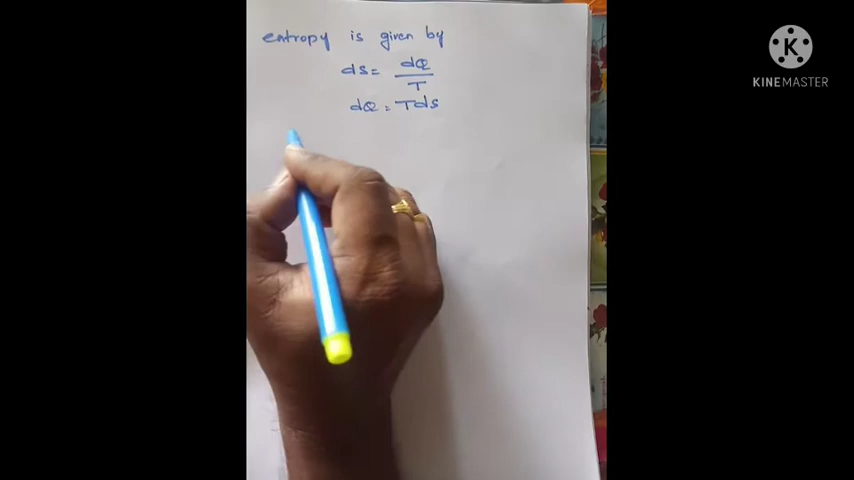 entropy is given by
ds = dQ/T
dQ = Tds
K
KINEMASTER